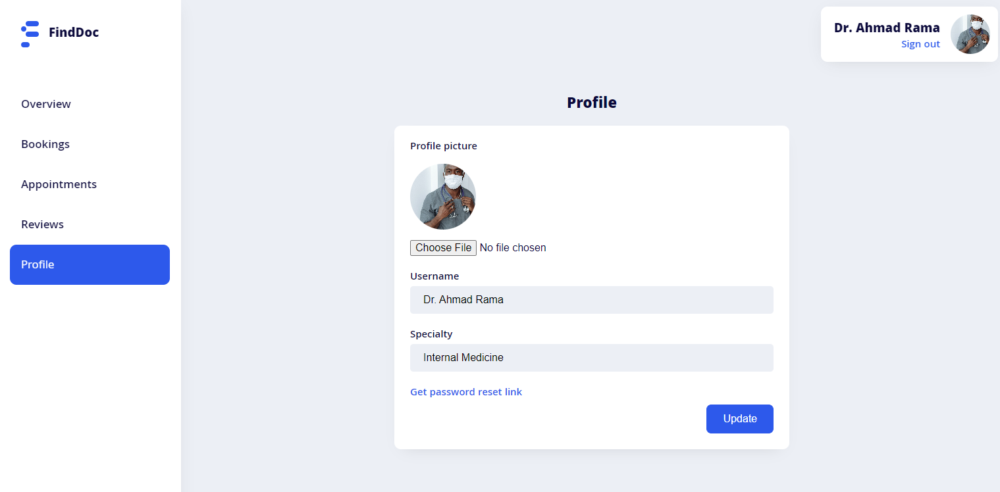 FindDoc
Overview
Bookings
Appointments
Reviews
Profile
Dr. Ahmad Rama
Sign out
Profile
Profile picture
Choose File No file chosen
Username
Dr. Ahmad Rama
Specialty
Internal Medicine
Get password reset link
Update